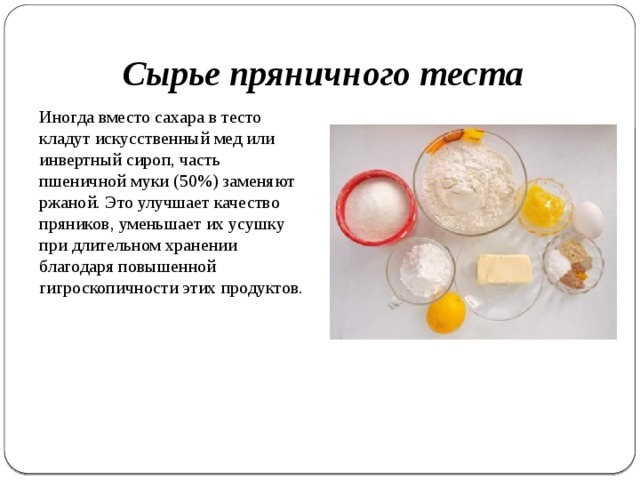 Сырье пряничного теста
Иногда вместо сахара в тесто
кладут искусственный мед или
инвертный сироп, часть
пшеничной муки (50%) заменяют
ржаной. Это улучшает качество
пряников, уменьшает их усушку
при длительном хранении
благодаря повышенной
гигроскопичности этих продуктов.